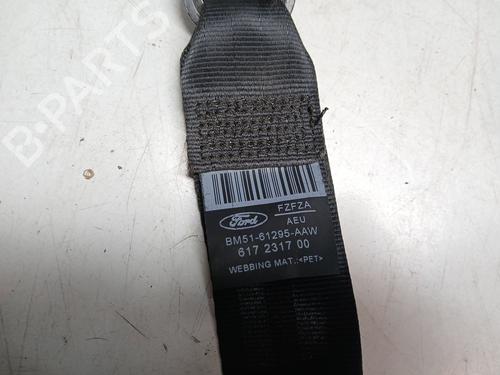 B-PARTS
Ford
FZFZA
AEU
BM51-61295-AAW
617 2317 00
WEBBING MAT.:<PET>